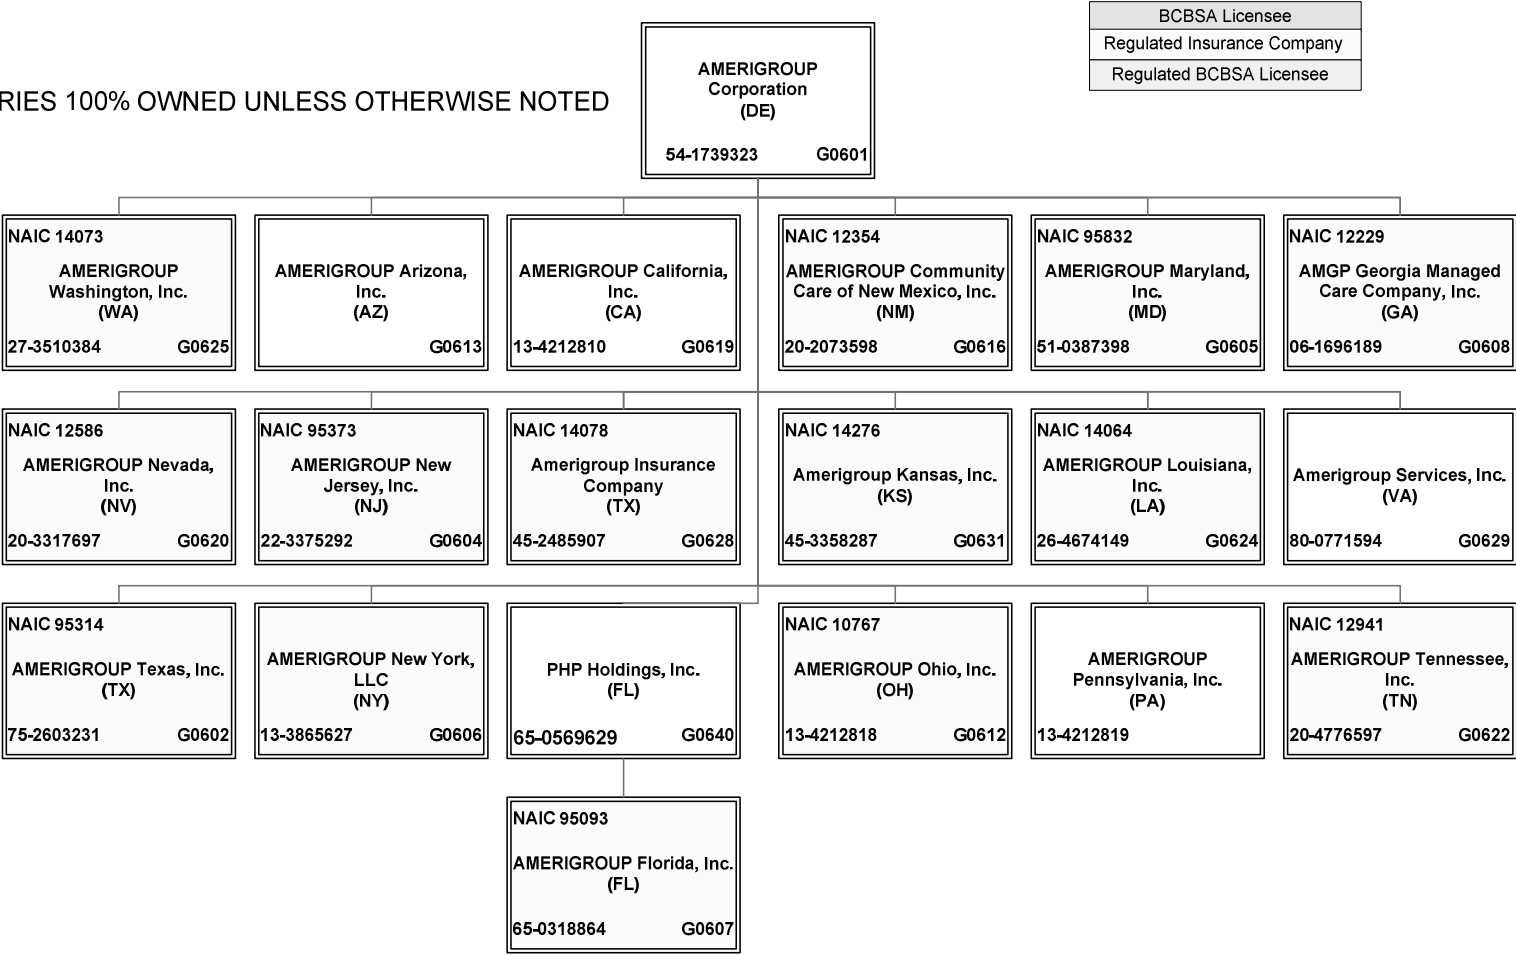 BCBSA Licensee
Regulated Insurance Company
Regulated BCBSA Licensee
RIES 100% OWNED UNLESS OTHERWISE NOTED
AMERIGROUP
Corporation
(DE)
54-1739323 G0601
NAIC 14073
AMERIGROUP
Washington, Inc.
(WA)
27-3510384 G0625
AMERIGROUP Arizona,
Inc.
(AZ)
G0613
AMERIGROUP California,
Inc.
(CA)
13-4212810 G0619
NAIC 12354
AMERIGROUP Community
Care of New Mexico, Inc.
(NM)
20-2073598 G0616
NAIC 95832
AMERIGROUP Maryland,
Inc.
(MD)
51-0387398 G0605
NAIC 12229
AMGP Georgia Managed
Care Company, Inc.
(GA)
06-1696189 G0608
NAIC 12586
AMERIGROUP Nevada,
Inc.
(NV)
20-3317697 G0620
NAIC 95373
AMERIGROUP New
Jersey, Inc.
(NJ)
22-3375292 G0604
NAIC 14078
Amerigroup Insurance
Company
(TX)
45-2485907 G0628
NAIC 14276
Amerigroup Kansas, Inc.
(KS)
45-3358287 G0631
NAIC 14064
AMERIGROUP Louisiana,
Inc.
(LA)
26-4674149 G0624
Amerigroup Services, Inc.
(VA)
80-0771594 G0629
NAIC 95314
AMERIGROUP Texas, Inc.
(TX)
75-2603231 G0602
AMERIGROUP New York,
LLC
(NY)
13-3865627 G0606
PHP Holdings, Inc.
(FL)
65-0569629 G0640
NAIC 10767
AMERIGROUP Ohio, Inc.
(OH)
13-4212818 G0612
AMERIGROUP
Pennsylvania, Inc.
(PA)
13-4212819
NAIC 12941
AMERIGROUP Tennessee,
Inc.
(TN)
20-4776597 G0622
NAIC 95093
AMERIGROUP Florida, Inc.
(FL)
65-0318864 G0607